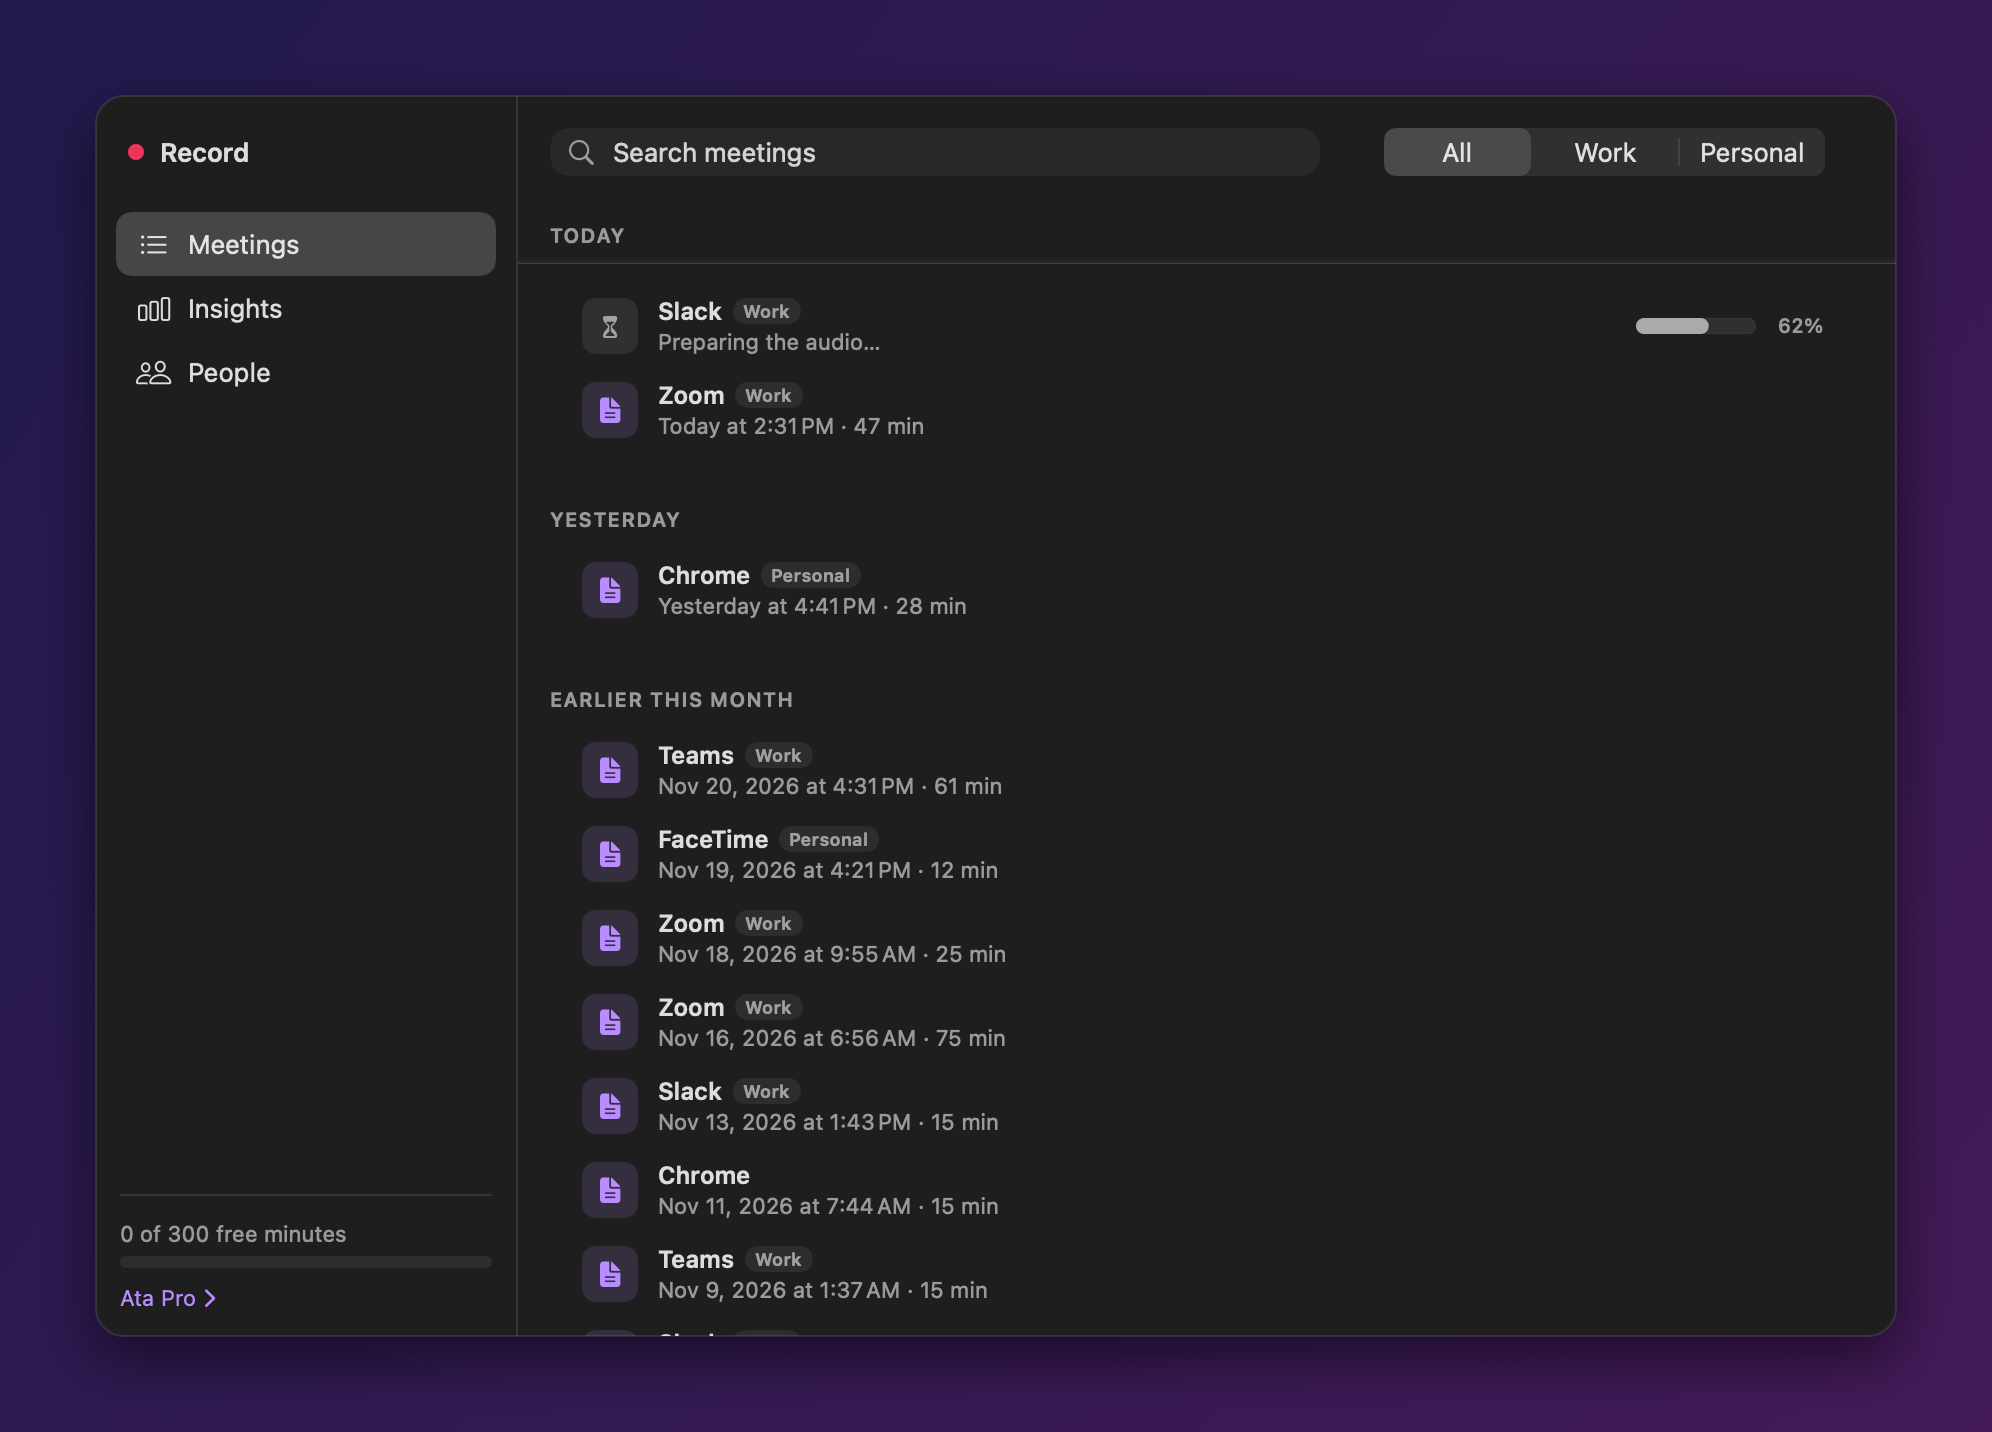 Record
Meetings
Insights
People
0 of 300 free minutes
Ata Pro
Search meetings
All
Work
Personal
TODAY
Slack Work
Preparing the audio...
62%
Zoom Work
Today at 2:31 PM · 47 min
YESTERDAY
Chrome Personal
Yesterday at 4:41 PM · 28 min
EARLIER THIS MONTH
Teams Work
Nov 20, 2026 at 4:31 PM · 61 min
FaceTime Personal
Nov 19, 2026 at 4:21 PM · 12 min
Zoom Work
Nov 18, 2026 at 9:55 AM · 25 min
Zoom Work
Nov 16, 2026 at 6:56 AM · 75 min
Slack Work
Nov 13, 2026 at 1:43 PM · 15 min
Chrome
Nov 11, 2026 at 7:44 AM · 15 min
Teams Work
Nov 9, 2026 at 1:37 AM · 15 min